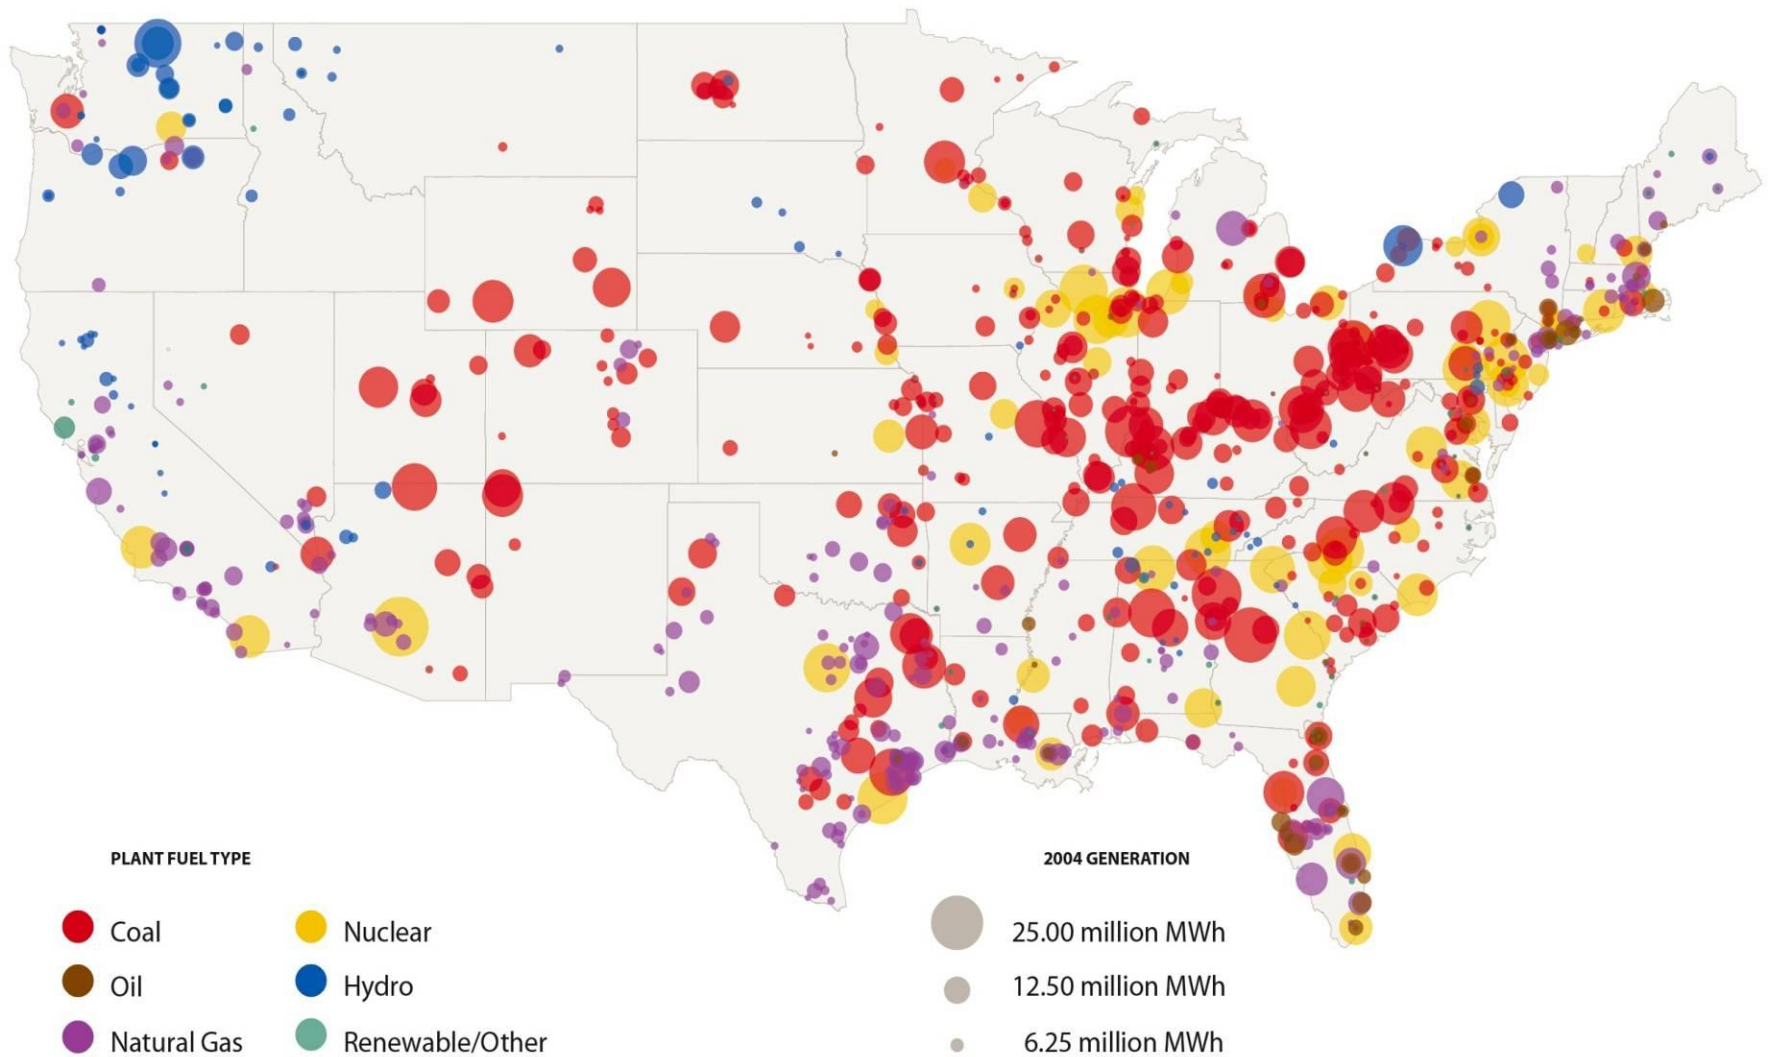 PLANT FUEL TYPE
Coal
Oil
Natural Gas
Nuclear
Hydro
Renewable/Other
2004 GENERATION
25.00 million MWh
12.50 million MWh
6.25 million MWh